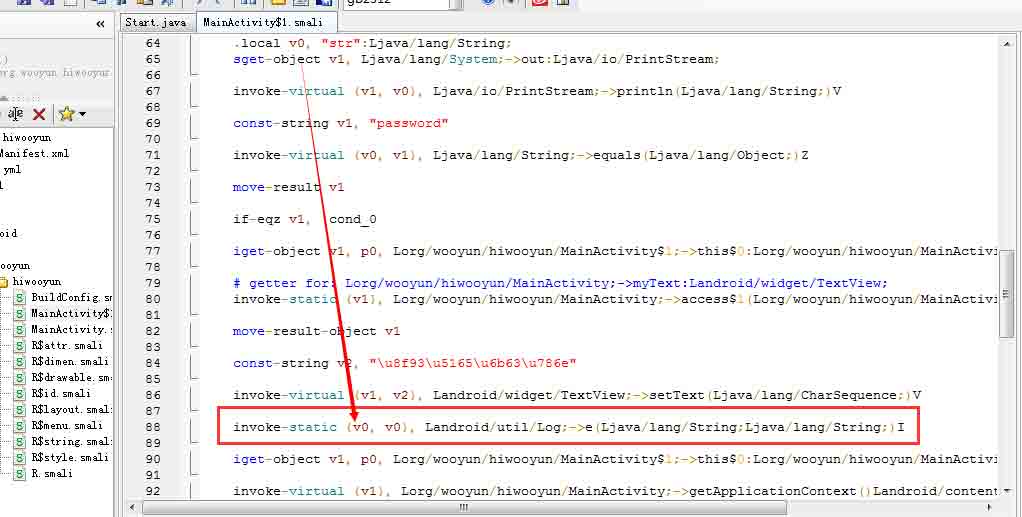 gb2312
Start.java
MainActivity$1.smali
erg wooyun hiwooyun
hiwooyun
Manifest.xml
yml
oid
ooyun
hiwooyun
BuildConfig.sm
MainActivity$
MainActivity.s
R$attr.smali
R$dimen.smali
R$drawable.sm
R$id.smali
R$layout.smali
R$menu.smali
R$string.smali
R$style.smali
R.smali
64 .local v0, "str":Ljava/lang/String;
65 sget-object v1, Ljava/lang/System;->out:Ljava/io/PrintStream;
66
67 invoke-virtual (v1, v0), Ljava/io/PrintStream;->println(Ljava/lang/String;)V
68
69 const-string v1, "password"
70
71 invoke-virtual (v0, v1), Ljava/lang/String;->equals(Ljava/lang/Object;)Z
72
73 move-result v1
74
75 if-eqz v1, cond_0
76
77 iget-object v1, p0, Lorg/wooyun/hiwooyun/MainActivity$1;->this$0:Lorg/wooyun/hiwooyun/MainActivi
78
79 # getter for: Lorg/wooyun/hiwooyun/MainActivity;->myText:Landroid/widget/TextView;
80 invoke-static (v1), Lorg/wooyun/hiwooyun/MainActivity;->access$1(Lorg/wooyun/hiwooyun/MainActivi
81
82 move-result-object v1
83
84 const-string v2, "\u8f93\u5165\u6b63\u786e"
85
86 invoke-virtual (v1, v2), Landroid/widget/TextView;->setText(Ljava/lang/CharSequence;)V
87
88 invoke-static (v0, v0), Landroid/util/Log;->e(Ljava/lang/String;Ljava/lang/String;)I
89
90 iget-object v1, p0, Lorg/wooyun/hiwooyun/MainActivity$1;->this$0:Lorg/wooyun/hiwooyun/MainActivi
91
92 invoke-virtual (v1), Lorg/wooyun/hiwooyun/MainActivity;->getApplicationContext()Landroid/content